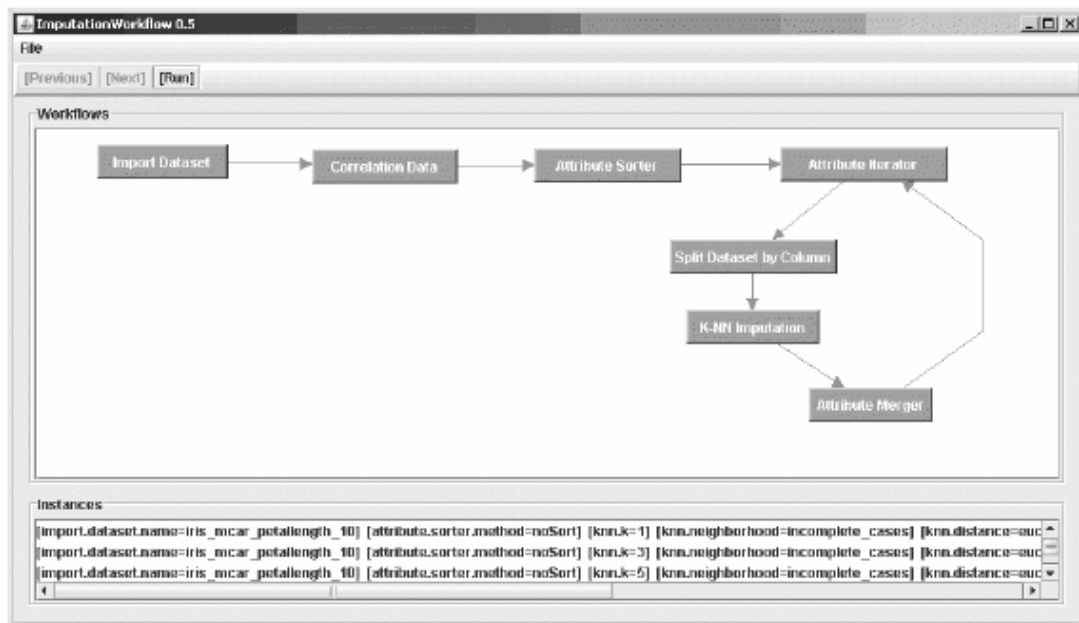 ImputationWorkflow 0.5
File
[Previous] [Next] [Run]
Workflows
Import Dataset
Correlation Data
Attribute Sorter
Attribute Iterator
Split Dataset by Column
K-NN Imputation
Attribute Merger
Instances
[import.dataset.name=iris_mcar_petallength_10] [attribute.sorter.method=noSort] [knn.k=1] [knn.neighborhood=incomplete_cases] [knn.distance=euc
[import.dataset.name=iris_mcar_petallength_10] [attribute.sorter.method=noSort] [knn.k=3] [knn.neighborhood=incomplete_cases] [knn.distance=euc
[import.dataset.name=iris_mcar_petallength_10] [attribute.sorter.method=noSort] [knn.k=5] [knn.neighborhood=incomplete_cases] [knn.distance=euc